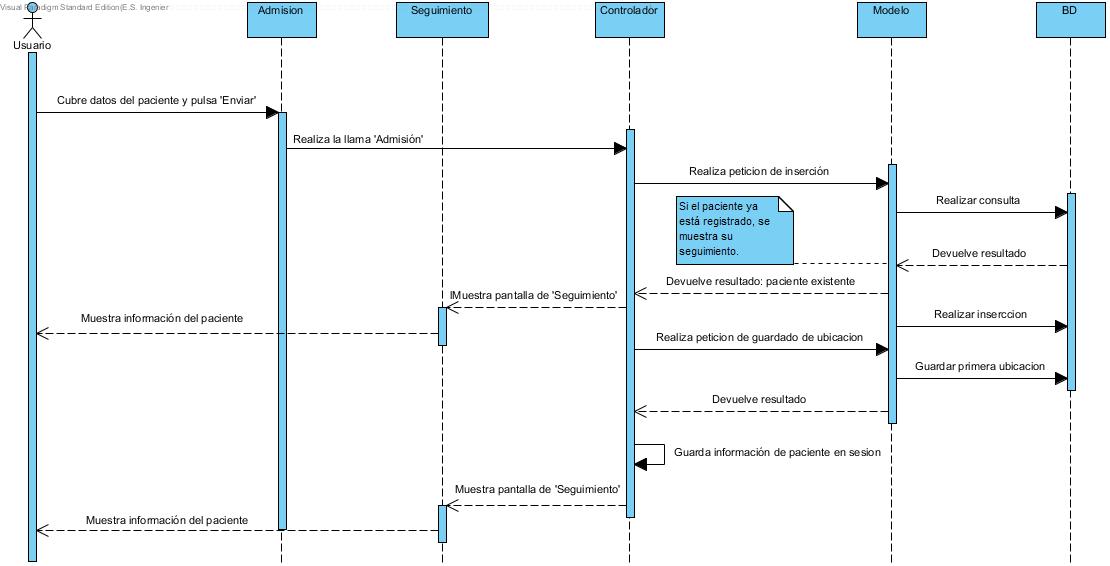 Visual Paradigm Standard Edition(E.S. Ingenier
Usuario
Admision
Seguimiento
Controlador
Modelo
BD
Cubre datos del paciente y pulsa 'Enviar'
Realiza la llama 'Admisión'
Realiza peticion de inserción
Realizar consulta
Si el paciente ya
está registrado, se
muestra su
seguimiento.
Devuelve resultado
Devuelve resultado: paciente existente
lMuestra pantalla de 'Seguimiento'
Muestra información del paciente
Realizar inserccion
Realiza peticion de guardado de ubicacion
Guardar primera ubicacion
Devuelve resultado
Guarda información de paciente en sesion
Muestra pantalla de 'Seguimiento'
Muestra información del paciente